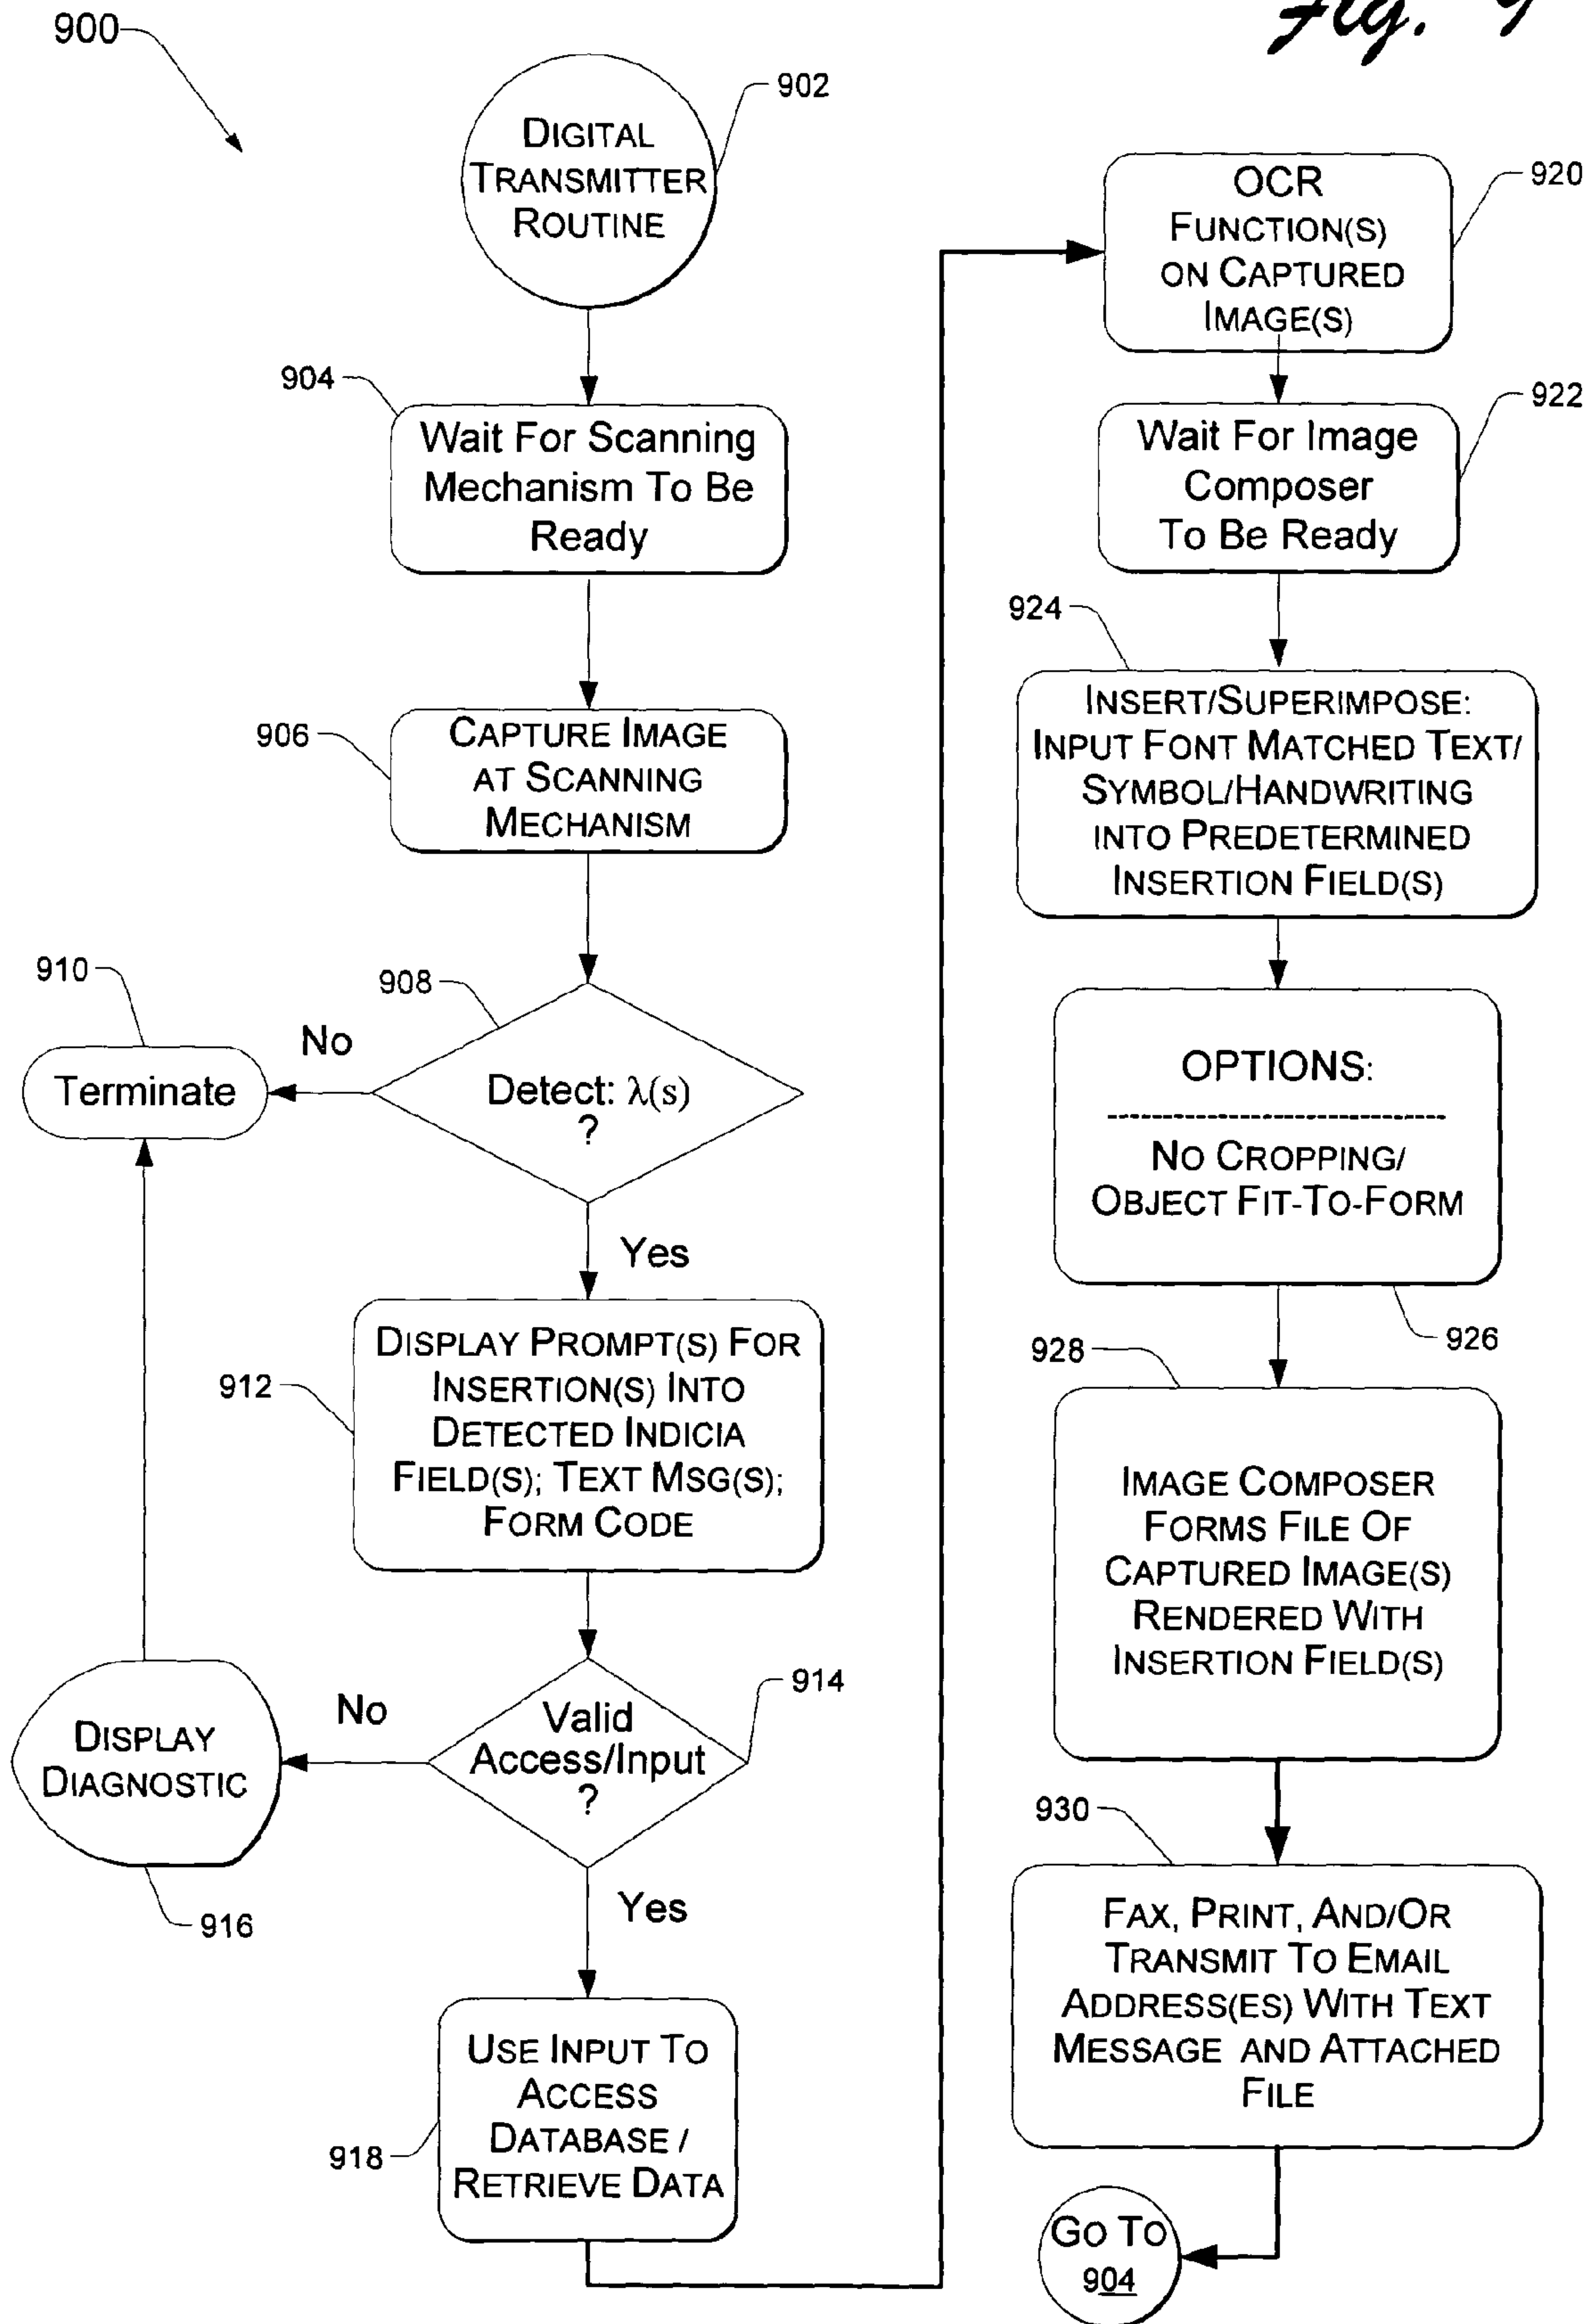 900
Fig. 9
902
DIGITAL
TRANSMITTER
ROUTINE
904
Wait For Scanning
Mechanism To Be
Ready
906
CAPTURE IMAGE
AT SCANNING
MECHANISM
908
Detect: λ(s)
?
No
910
Terminate
Yes
912
DISPLAY PROMPT(S) FOR
INSERTION(S) INTO
DETECTED INDICIA
FIELD(S); TEXT MSG(S);
FORM CODE
914
Valid
Access/Input
?
No
DISPLAY
DIAGNOSTIC
916
Yes
918
USE INPUT TO
ACCESS
DATABASE /
RETRIEVE DATA
920
OCR
FUNCTION(S)
ON CAPTURED
IMAGE(S)
922
Wait For Image
Composer
To Be Ready
924
INSERT/SUPERIMPOSE:
INPUT FONT MATCHED TEXT/
SYMBOL/HANDWRITING
INTO PREDETERMINED
INSERTION FIELD(S)
OPTIONS:
NO CROPPING/
OBJECT FIT-TO-FORM
926
928
IMAGE COMPOSER
FORMS FILE OF
CAPTURED IMAGE(S)
RENDERED WITH
INSERTION FIELD(S)
930
FAX, PRINT, AND/OR
TRANSMIT TO EMAIL
ADDRESS(ES) WITH TEXT
MESSAGE AND ATTACHED
FILE
GO TO
904